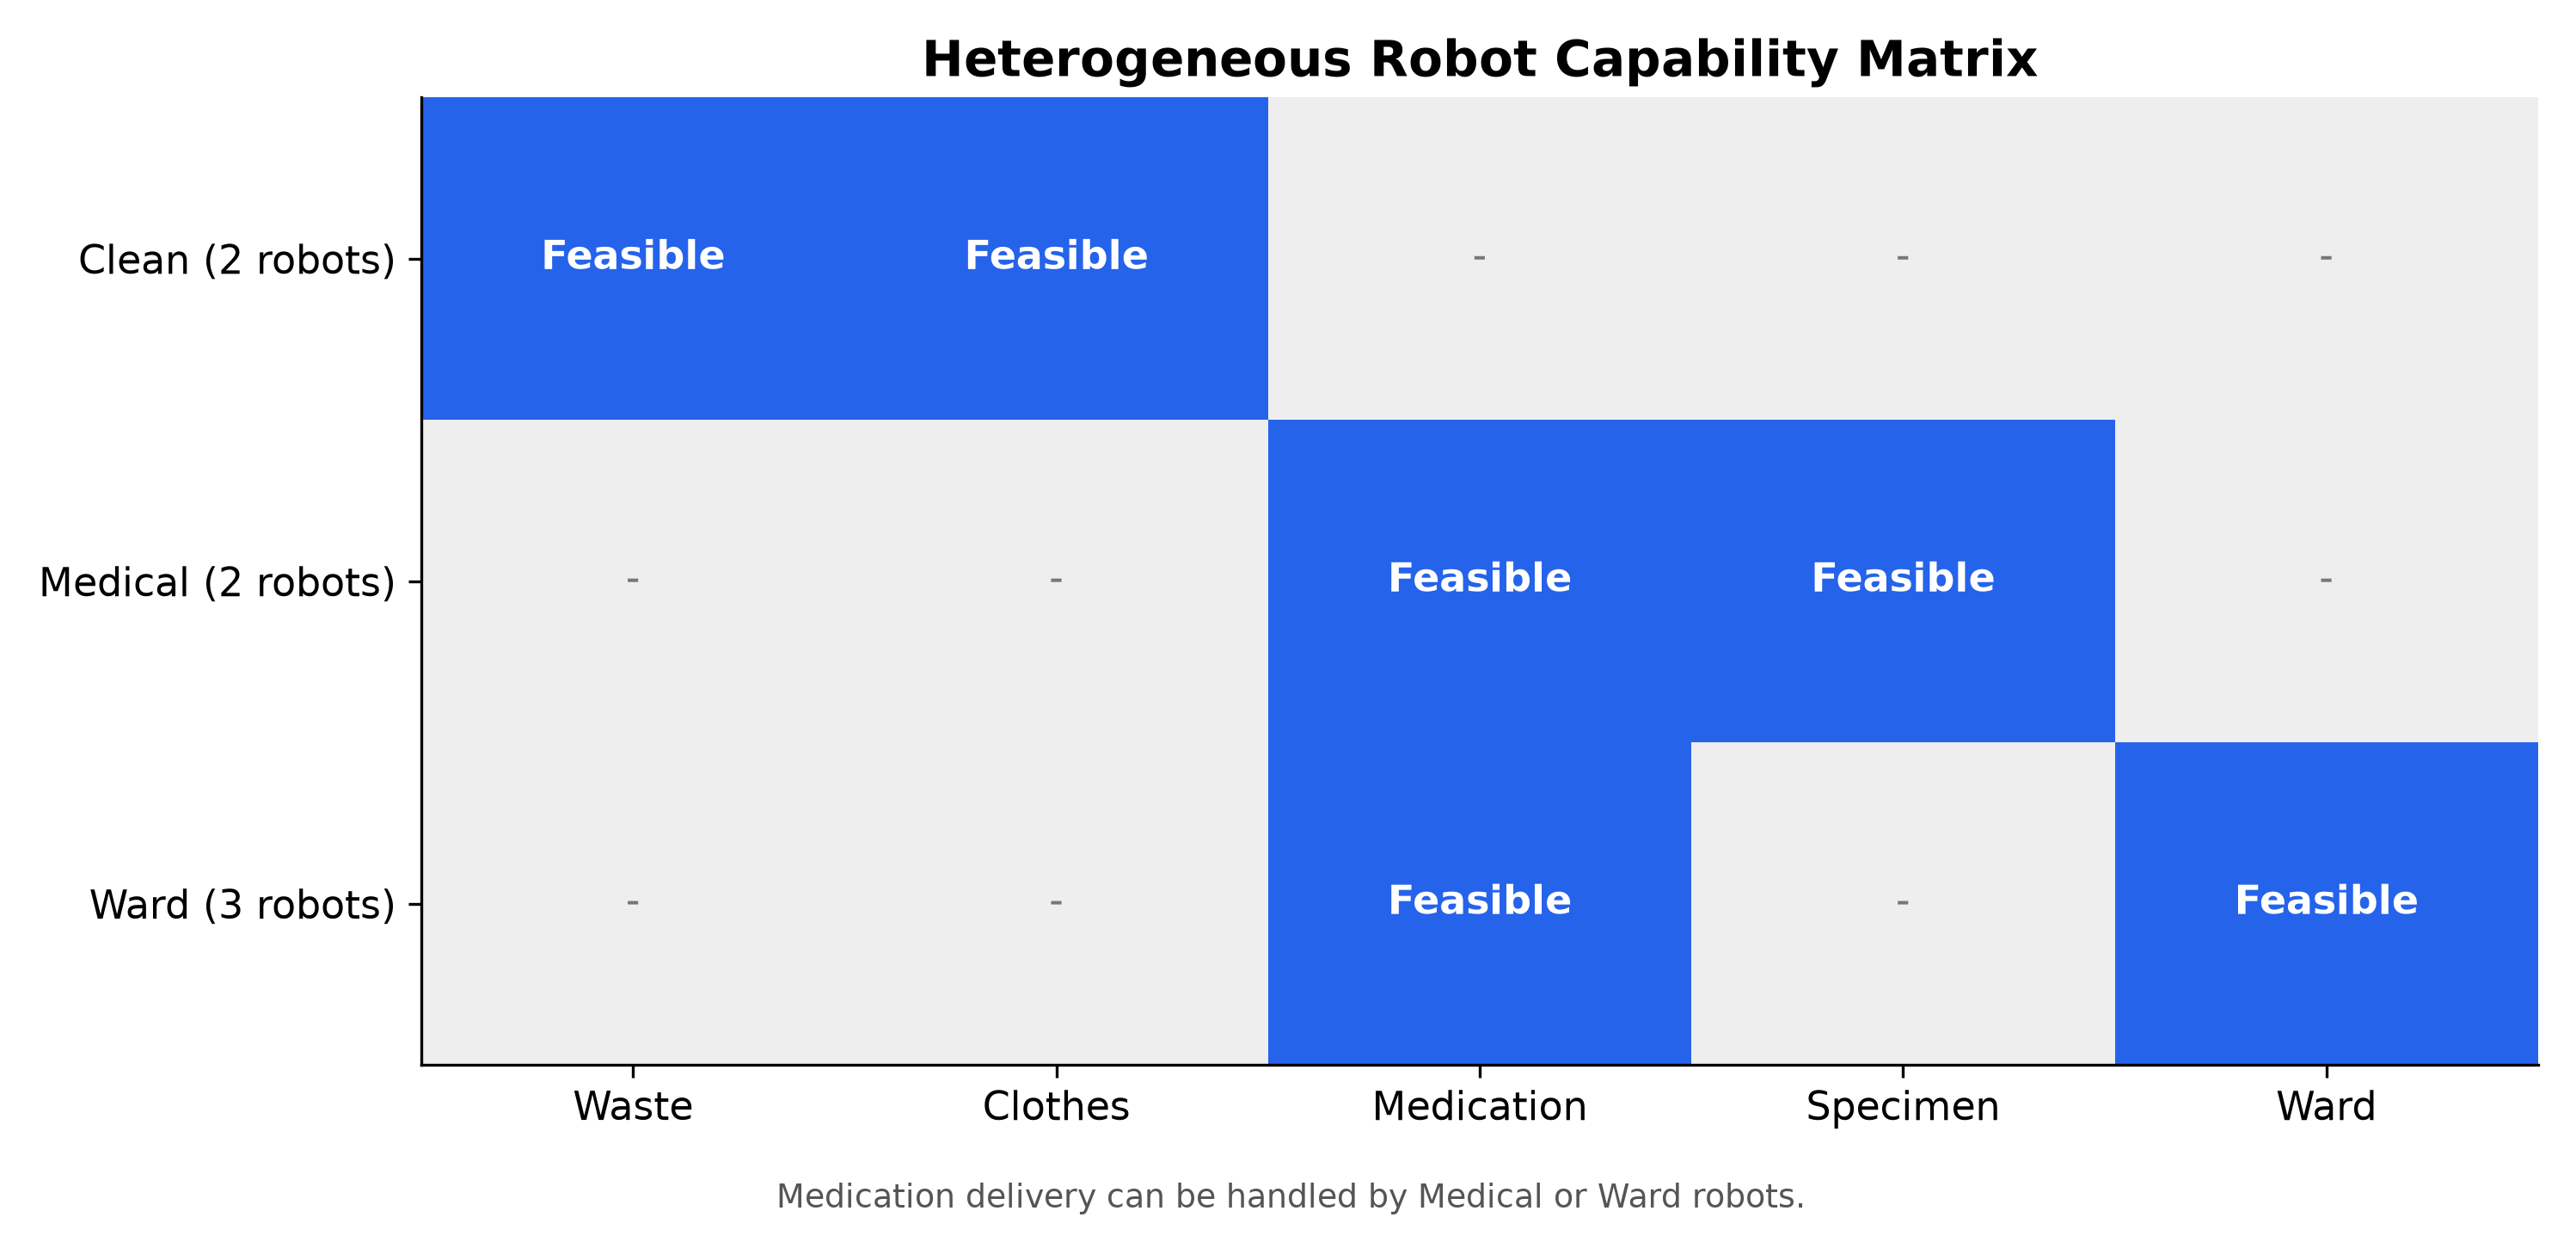 Heterogeneous Robot Capability Matrix
Clean (2 robots) Feasible Feasible - - -
Medical (2 robots) - - Feasible Feasible -
Ward (3 robots) - - Feasible - Feasible
Waste Clothes Medication Specimen Ward
Medication delivery can be handled by Medical or Ward robots.